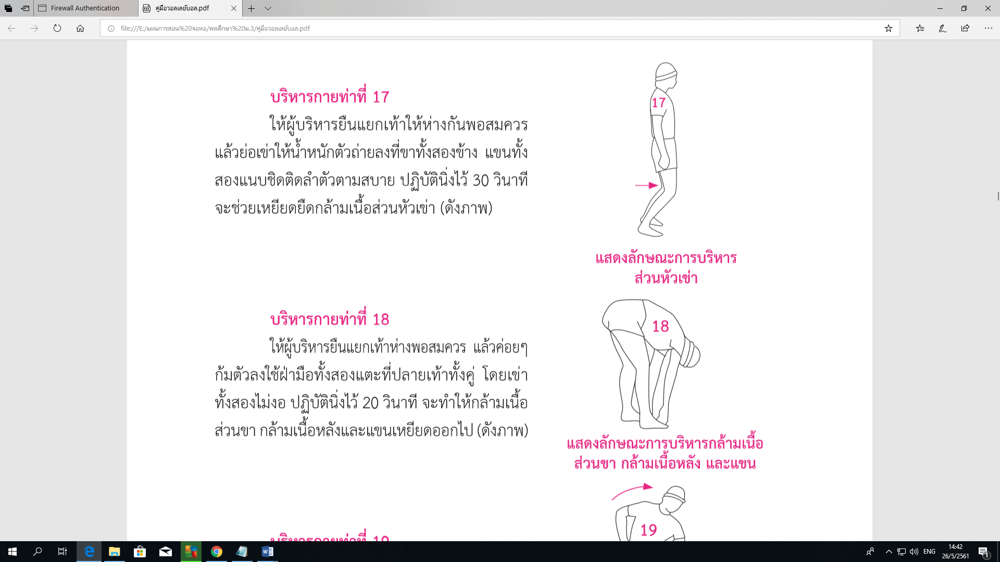 Firewall Authentication
คู่มือวอลเลย์บอล.pdf
file:///E:/แผนการสอน%20จอหอ/พลศึกษา%20ม.3/คู่มือวอลเลย์บอล.pdf
บริหารกายท่าที่ 17
ให้ผู้บริหารยืนแยกเท้าให้ห่างกันพอสมควร
แล้วย่อเข่าให้น้ำหนักตัวถ่ายลงที่ขาทั้งสองข้าง แขนทั้ง
สองแนบชิดติดลำตัวตามสบาย ปฏิบัตินิ่งไว้ 30 วินาที
จะช่วยเหยียดยืดกล้ามเนื้อส่วนหัวเข่า (ดังภาพ)
17
แสดงลักษณะการบริหาร
ส่วนหัวเข่า
บริหารกายท่าที่ 18
ให้ผู้บริหารยืนแยกเท้าห่างพอสมควร แล้วค่อยๆ
ก้มตัวลงใช้ฝ่ามือทั้งสองแตะที่ปลายเท้าทั้งคู่ โดยเข่า
ทั้งสองไม่งอ ปฏิบัตินิ่งไว้ 20 วินาที จะทำให้กล้ามเนื้อ
ส่วนขา กล้ามเนื้อหลังและแขนเหยียดออกไป (ดังภาพ)
18
แสดงลักษณะการบริหารกล้ามเนื้อ
ส่วนขา กล้ามเนื้อหลัง และแขน
บริหารกายท่าที่ 19
19
ENG
14:42
26/5/2561
1